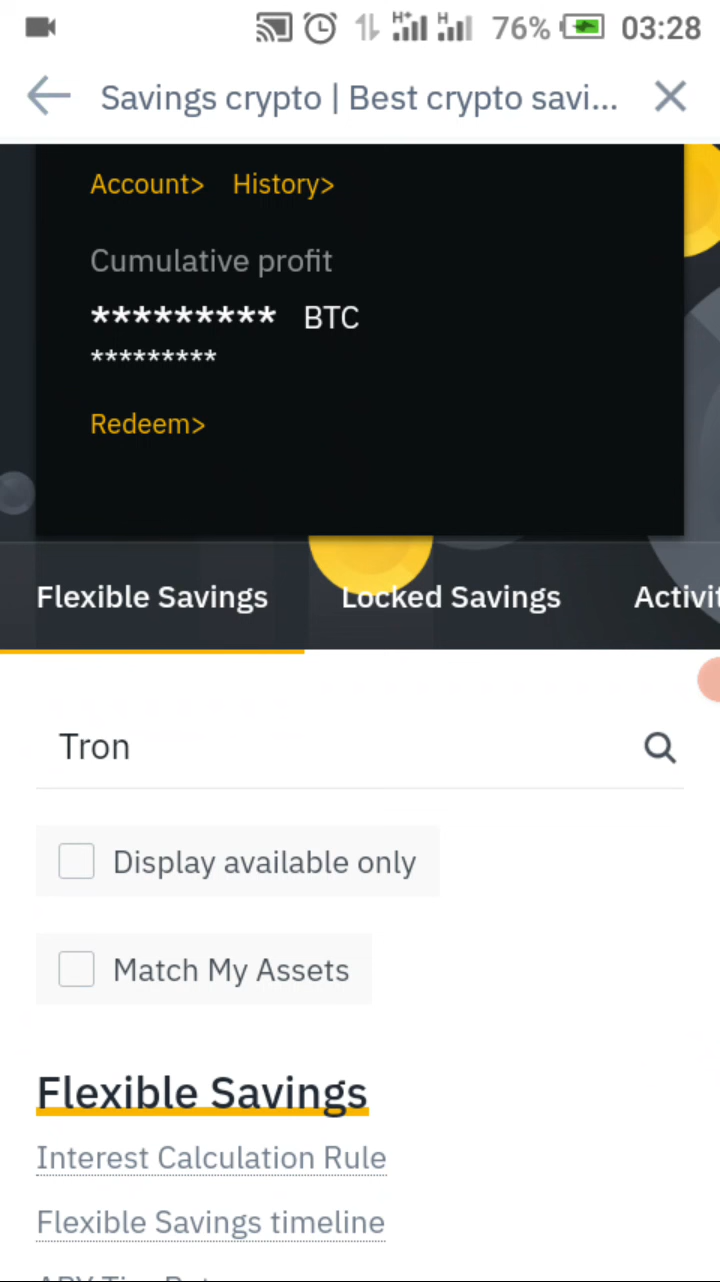 H+ H 76% 03:28
Savings crypto | Best crypto savi...
Account> History>
Cumulative profit
********* BTC
*********
Redeem>
Flexible Savings Locked Savings Activit
Tron
Display available only
Match My Assets
Flexible Savings
Interest Calculation Rule
Flexible Savings timeline